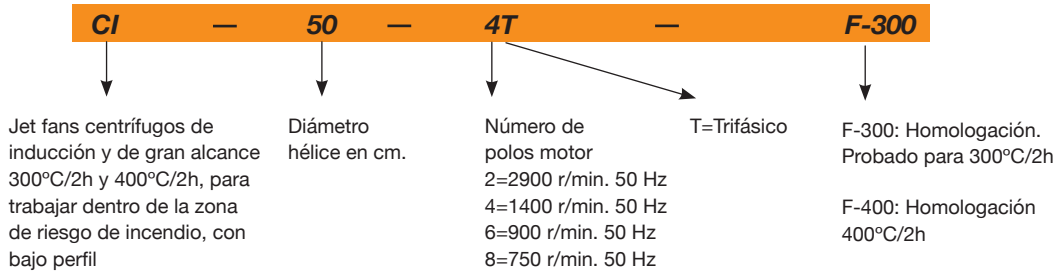 CI — 50 — 4T — F-300
Jet fans centrífugos de
inducción y de gran alcance
300ºC/2h y 400ºC/2h, para
trabajar dentro de la zona
de riesgo de incendio, con
bajo perfil
Diámetro
hélice en cm.
Número de
polos motor
2=2900 r/min. 50 Hz
4=1400 r/min. 50 Hz
6=900 r/min. 50 Hz
8=750 r/min. 50 Hz
T=Trifásico
F-300: Homologación.
Probado para 300ºC/2h
F-400: Homologación
400ºC/2h